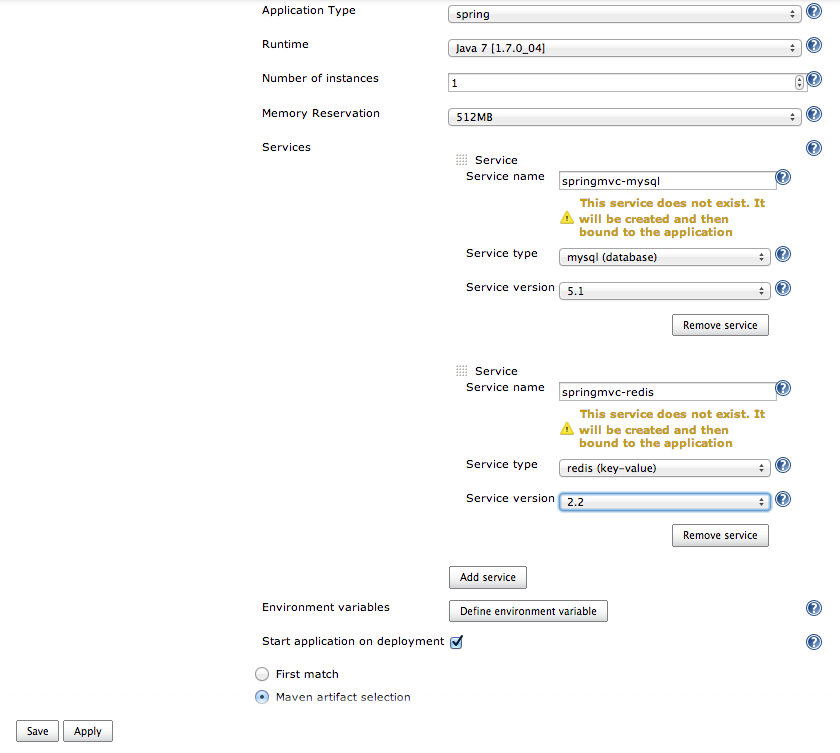 Application Type
spring
Runtime
Java 7 [1.7.0_04]
Number of instances
1
Memory Reservation
512MB
Services
Service
Service name
springmvc-mysql
This service does not exist. It
will be created and then
bound to the application
Service type
mysql (database)
Service version
5.1
Remove service
Service
Service name
springmvc-redis
This service does not exist. It
will be created and then
bound to the application
Service type
redis (key-value)
Service version
2.2
Remove service
Add service
Environment variables
Define environment variable
Start application on deployment
First match
Maven artifact selection
Save Apply